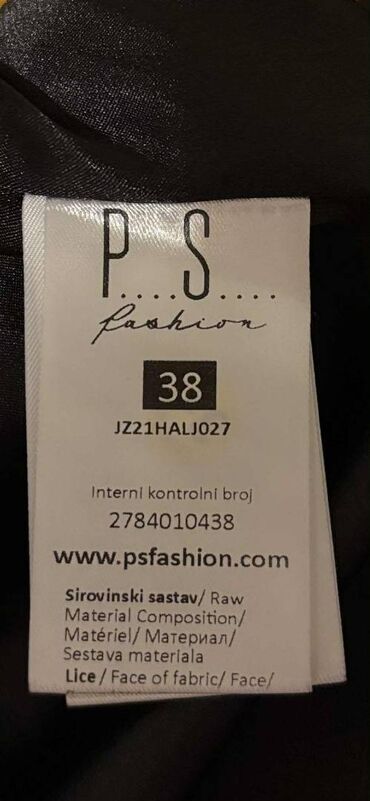 P....S....
fashion
38
JZ21HALJ027
Interni kontrolni broj
2784010438
www.psfashion.com
Sirovinski sastav/ Raw
Material Composition/
Matériel/ Материал/
Sestava materiala
Lice / Face of fabric/ Face/